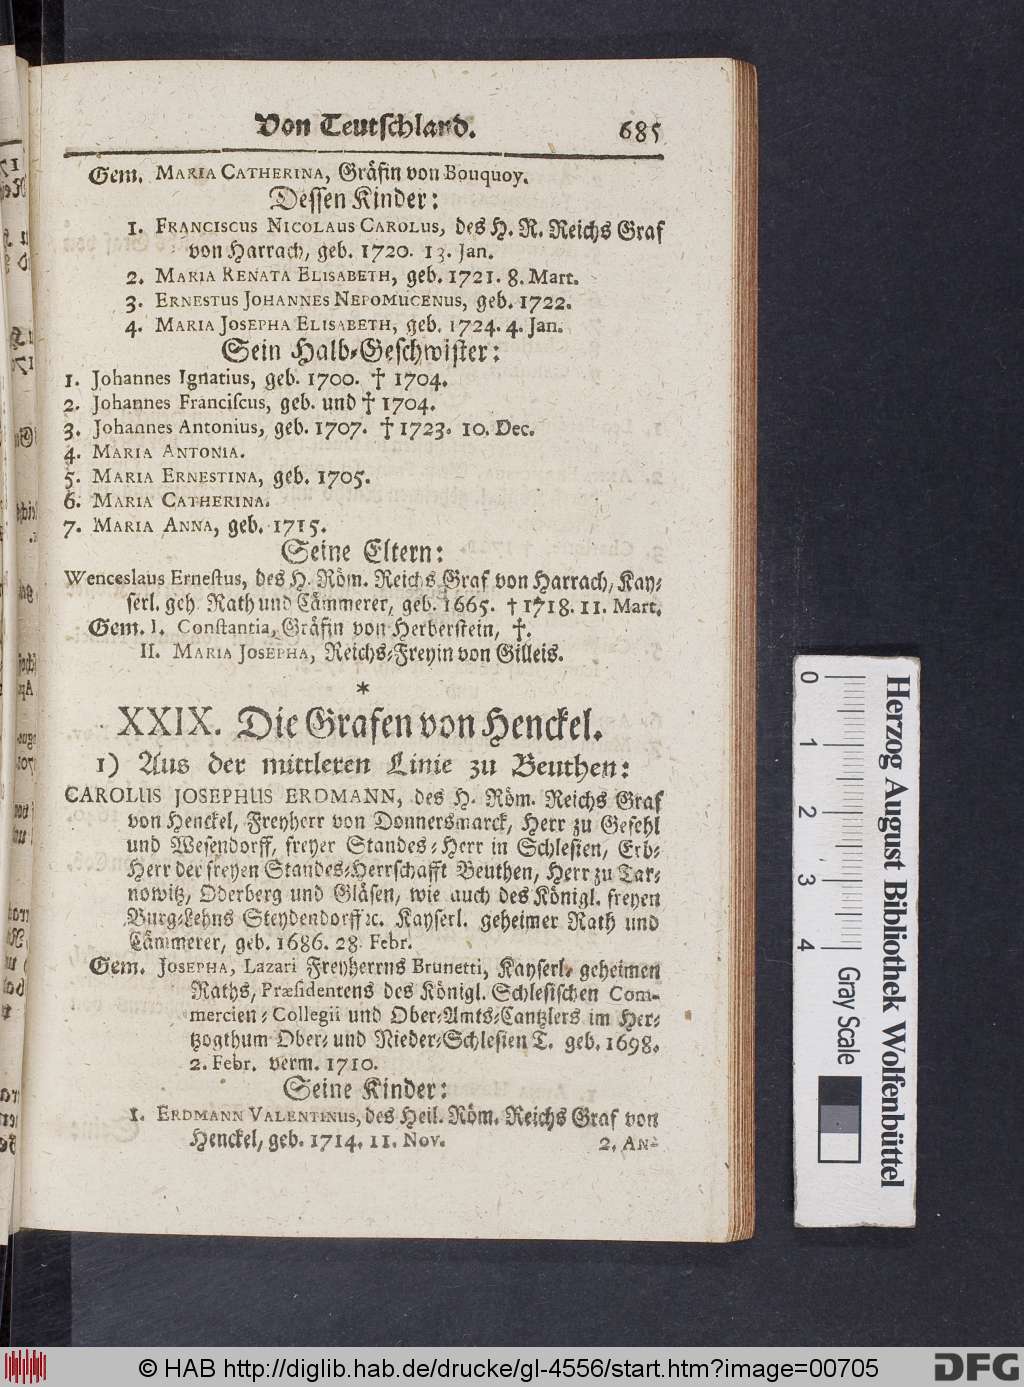 Von Teutschland. 685
Gem. MARIA CATHERINA, Gräfin von Bouquoy.
Dessen Kinder:
1. FRANCISCUS NICOLAUS CAROLUS, des H. R. Reichs Graf
von Harrach, geb. 1720. 13. Jan.
2. MARIA RENATA ELISABETH, geb. 1721. 8. Mart.
3. ERNESTUS JOHANNES NEPOMUCENUS, geb. 1722.
4. MARIA JOSEPHA ELISABETH, geb. 1724. 4. Jan.
Sein Halb-Geschwister:
1. Johannes Ignatius, geb. 1700. † 1704.
2. Johannes Franciscus, geb. und † 1704.
3. Johannes Antonius, geb. 1707. † 1723. 10. Dec.
4. MARIA ANTONIA.
5. MARIA ERNESTINA, geb. 1705.
6. MARIA CATHERINA.
7. MARIA ANNA, geb. 1715.
Seine Eltern:
Wenceslaus Ernestus, des H. Röm. Reichs Graf von Harrach, Kay-
serl. geh. Rath und Cämmerer, geb. 1665. † 1718. 11. Mart.
Gem. I. Constantia, Gräfin von Herberstein, †.
II. MARIA JOSEPHA, Reichs-Freyin von Gilleis.
*
XXIX. Die Grafen von Henckel.
1) Aus der mittleren Linie zu Beuthen:
CAROLUS JOSEPHUS ERDMANN, des H. Röm. Reichs Graf
von Henckel, Freyherr von Donnersmarck, Herr zu Gefehl
und Wesendorff, freyer Standes-Herr in Schlesien, Erb-
Herr der freyen Standes-Herrschafft Beuthen, Herr zu Tar-
nowitz, Oderberg und Gläsen, wie auch des Königl. freyen
Burg-Lehns Steydendorff ꝛc. Kayserl. geheimer Rath und
Cämmerer, geb. 1686. 28. Febr.
Gem. JOSEPHA, Lazari Freyherrns Brunetti, Kayserl. geheimen
Raths, Præsidentens des Königl. Schlesischen Com-
mercien-Collegii und Ober-Amts-Cantzlers im Her-
tzogthum Ober- und Nieder-Schlesien T. geb. 1698.
2. Febr. verm. 1710.
Seine Kinder:
1. ERDMANN VALENTINUS, des Heil. Röm. Reichs Graf von
Henckel, geb. 1714. 11. Nov. 2. AN-
0 1 2 3 4
Gray Scale
Herzog August Bibliothek Wolfenbüttel
© HAB http://diglib.hab.de/drucke/gl-4556/start.htm?image=00705
DFG